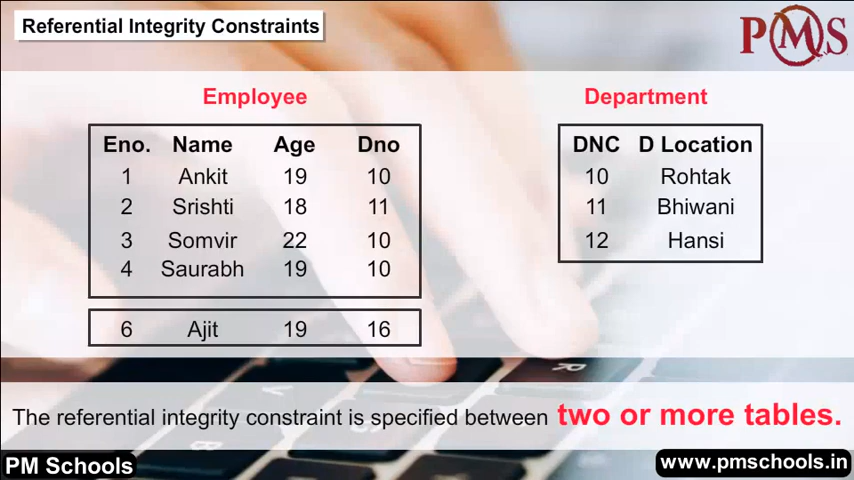 Referential Integrity Constraints
PMS
Employee
Department
Eno. Name Age Dno
1 Ankit 19 10
2 Srishti 18 11
3 Somvir 22 10
4 Saurabh 19 10
6 Ajit 19 16
DNC D Location
10 Rohtak
11 Bhiwani
12 Hansi
The referential integrity constraint is specified between two or more tables.
PM Schools
www.pmschools.in